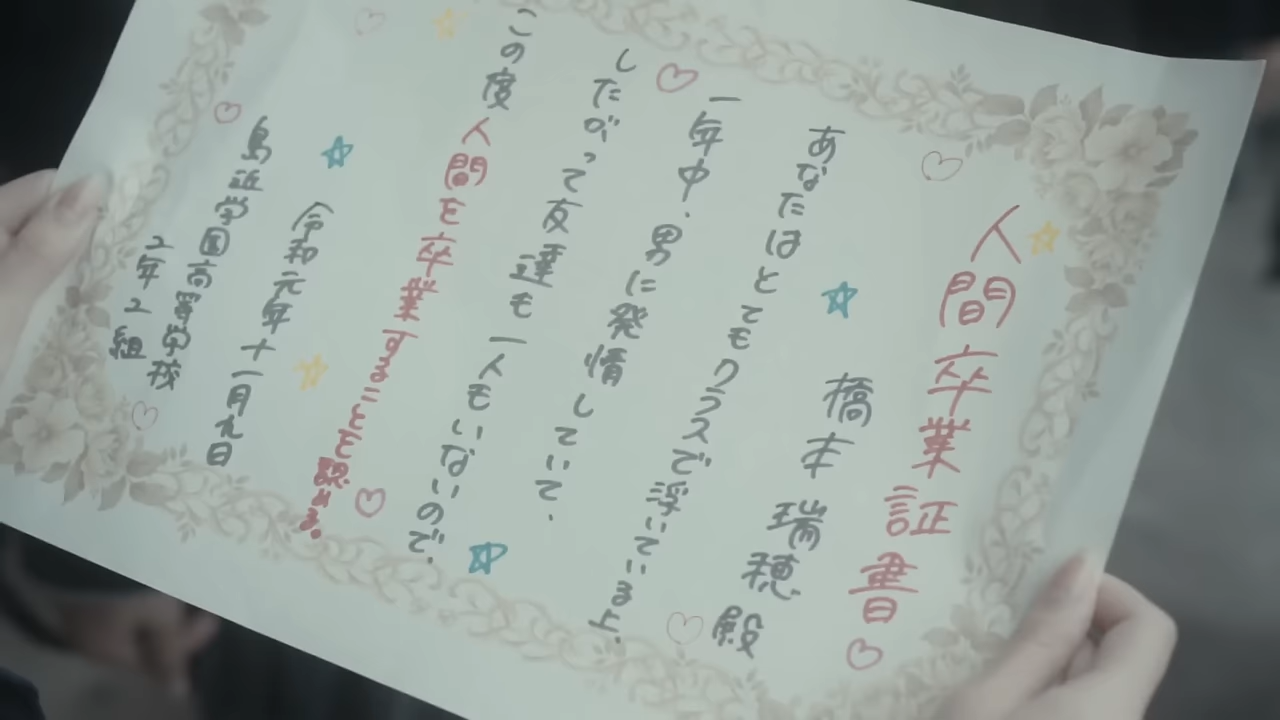 人間卒業証書
橋本瑞穂殿
あなたはとてもクラスで浮いている上、
一年中、男に発情していて、
したがって友達も一人もいないので、
この度人間を卒業することを認める。
令和元年十一月九日
島近学園高等学校
2年2組